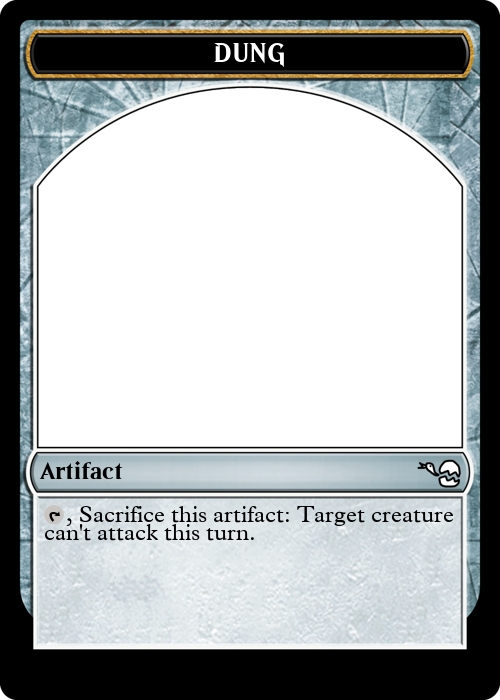 DUNG
Artifact
, Sacrifice this artifact: Target creature
can't attack this turn.